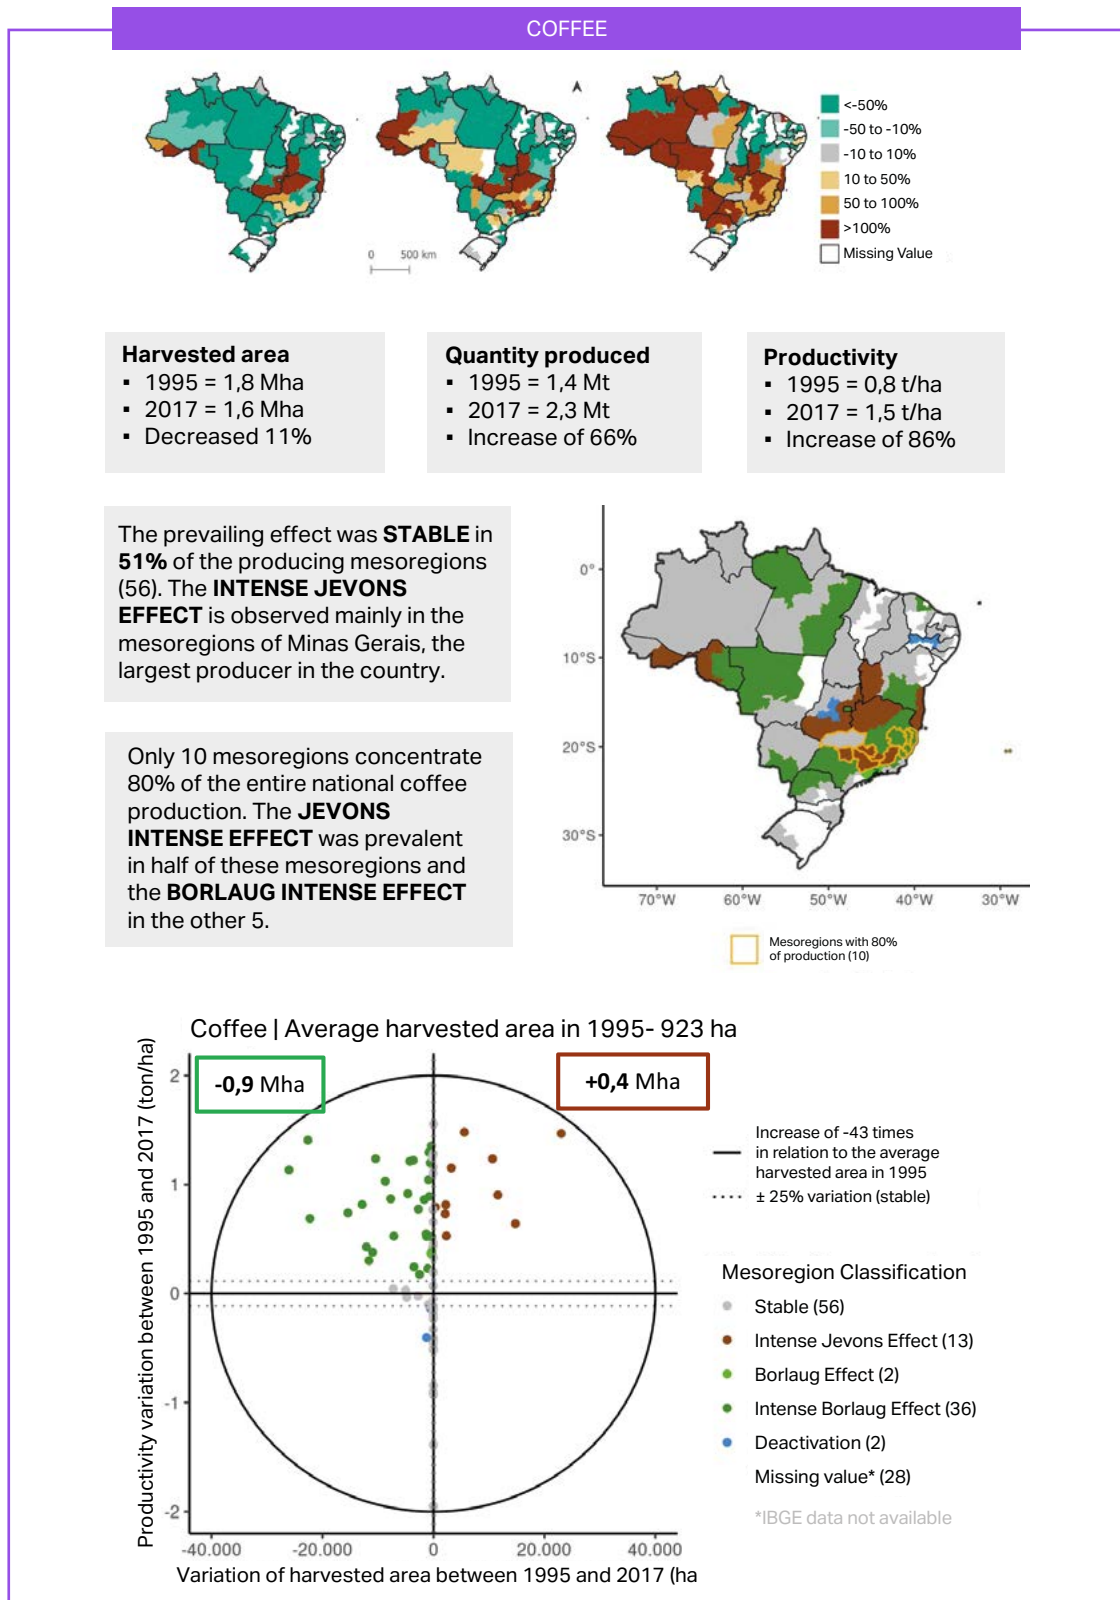 COFFEE
<-50%
-50 to -10%
-10 to 10%
10 to 50%
50 to 100%
>100%
Missing Value
0 500 km
Harvested area
▪ 1995 = 1,8 Mha
▪ 2017 = 1,6 Mha
▪ Decreased 11%
Quantity produced
▪ 1995 = 1,4 Mt
▪ 2017 = 2,3 Mt
▪ Increase of 66%
Productivity
▪ 1995 = 0,8 t/ha
▪ 2017 = 1,5 t/ha
▪ Increase of 86%
The prevailing effect was STABLE in
51% of the producing mesoregions
(56). The INTENSE JEVONS
EFFECT is observed mainly in the
mesoregions of Minas Gerais, the
largest producer in the country.
Only 10 mesoregions concentrate
80% of the entire national coffee
production. The JEVONS
INTENSE EFFECT was prevalent
in half of these mesoregions and
the BORLAUG INTENSE EFFECT
in the other 5.
0°
10°S
20°S
30°S
70°W 60°W 50°W 40°W 30°W
Mesoregions with 80%
of production (10)
Coffee | Average harvested area in 1995- 923 ha
Productivity variation between 1995 and 2017 (ton/ha)
-0,9 Mha
+0,4 Mha
2
1
0
-1
-2
-40.000 -20.000 0 20.000 40.000
Variation of harvested area between 1995 and 2017 (ha
Increase of -43 times
in relation to the average
harvested area in 1995
± 25% variation (stable)
Mesoregion Classification
Stable (56)
Intense Jevons Effect (13)
Borlaug Effect (2)
Intense Borlaug Effect (36)
Deactivation (2)
Missing value* (28)
*IBGE data not available